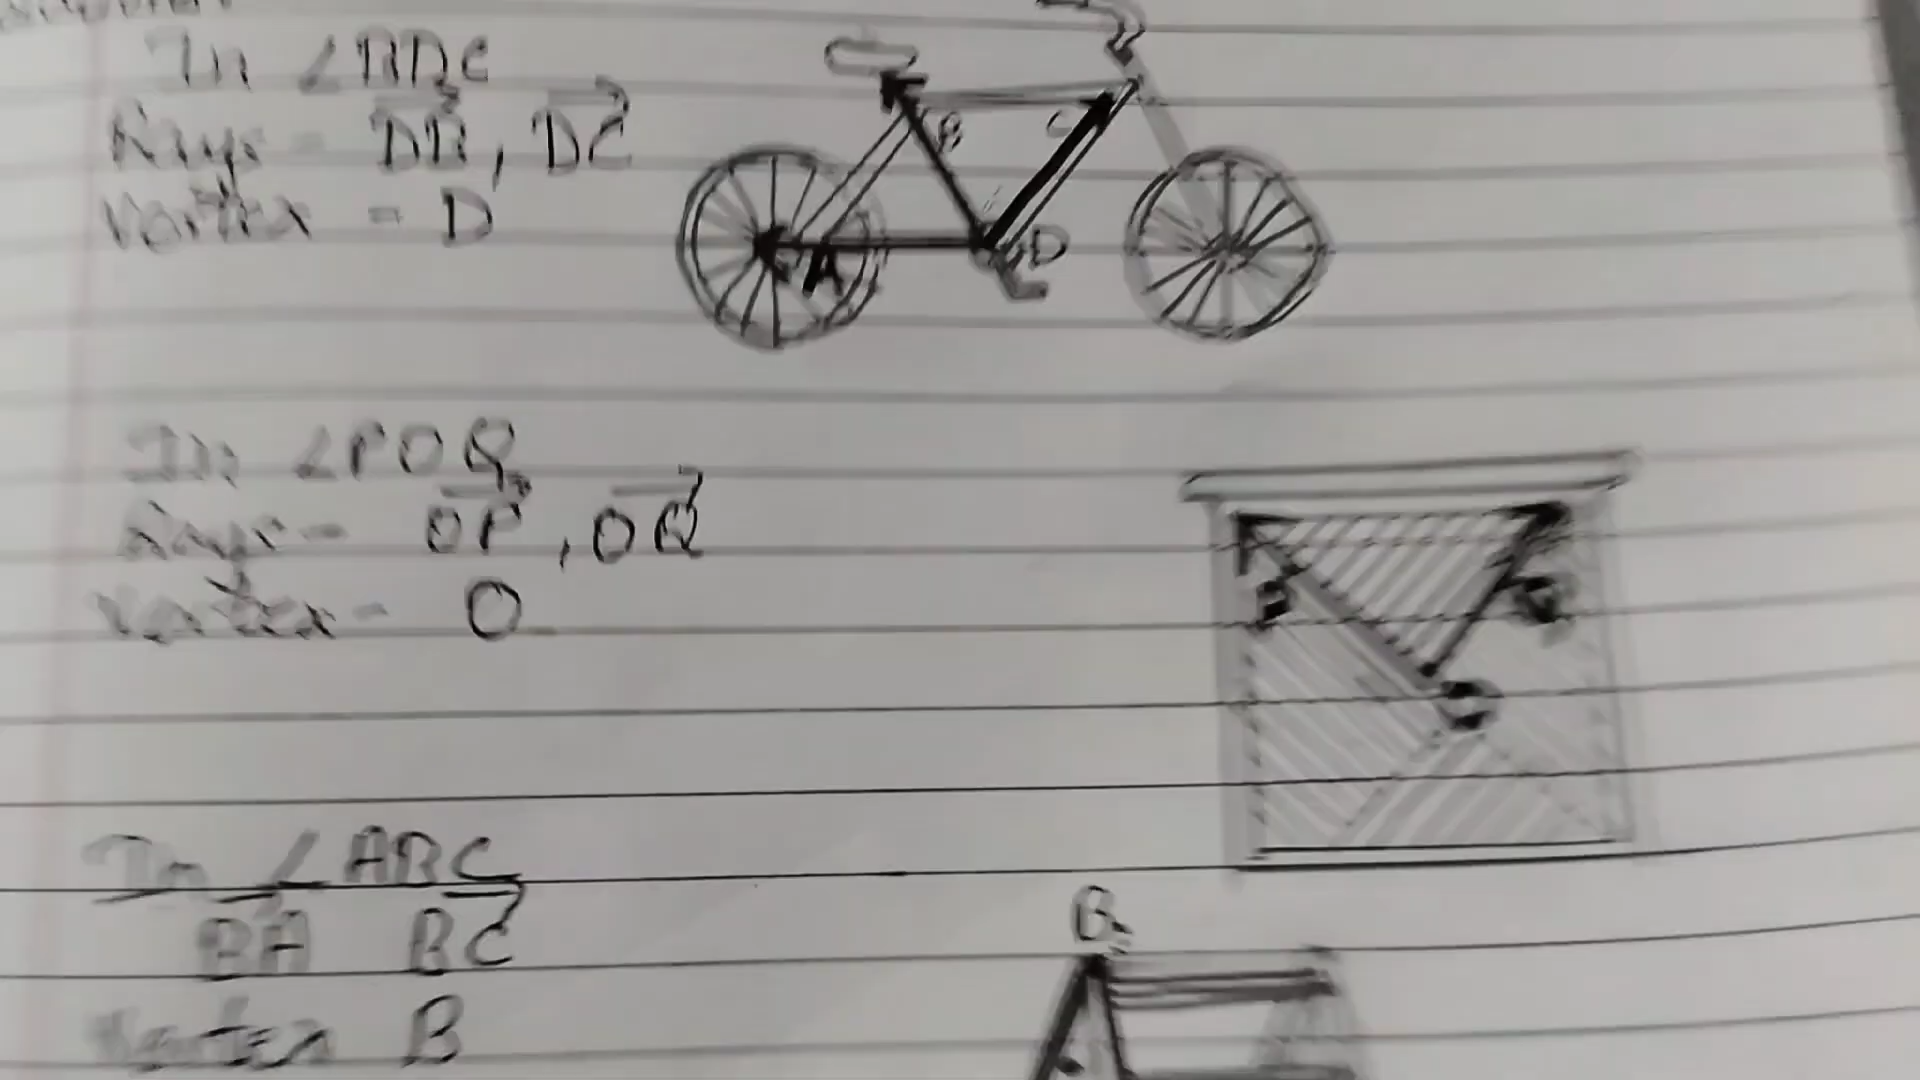 In ∠BDC
Rays = DB, DC
Vertex = D
B C
A D
In ∠POQ
Rays = OP, OQ
Vertex = O
P Q
O
In ∠ABC
BA BC
Vertex B
B